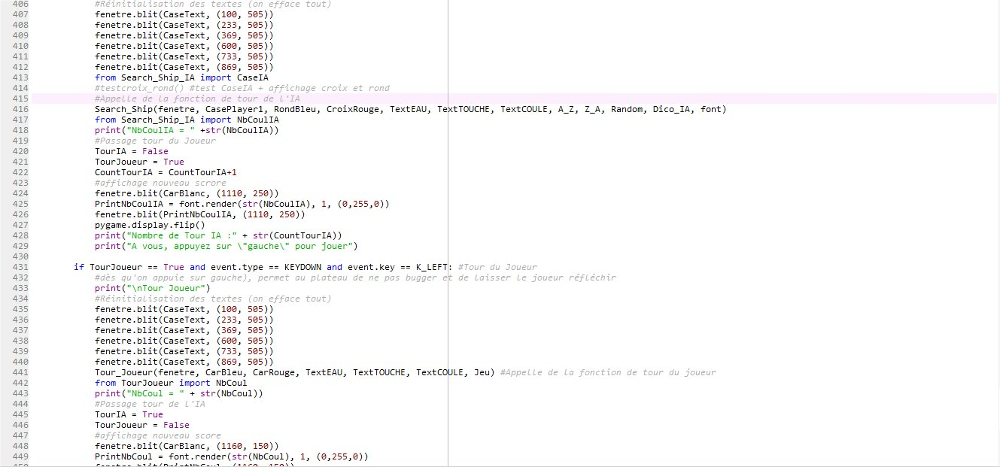 406 #Réinitialisation des textes (on efface tout)
407 fenetre.blit(CaseText, (100, 505))
408 fenetre.blit(CaseText, (233, 505))
409 fenetre.blit(CaseText, (369, 505))
410 fenetre.blit(CaseText, (600, 505))
411 fenetre.blit(CaseText, (733, 505))
412 fenetre.blit(CaseText, (869, 505))
413 from Search_Ship_IA import CaseIA
414 #testcroix_rond() #test CaseIA + affichage croix et rond
415 #Appelle de la fonction de tour de l'IA
416 Search_Ship(fenetre, CasePlayer1, RondBleu, CroixRouge, TextEAU, TextTOUCHE, TextCOULE, A_Z, Z_A, Random, Dico_IA, font)
417 from Search_Ship_IA import NbCoulIA
418 print("NbCoulIA = " +str(NbCoulIA))
419 #Passage tour du Joueur
420 TourIA = False
421 TourJoueur = True
422 CountTourIA = CountTourIA+1
423 #affichage nouveau scrore
424 fenetre.blit(CarBlanc, (1110, 250))
425 PrintNbCoulIA = font.render(str(NbCoulIA), 1, (0,255,0))
426 fenetre.blit(PrintNbCoulIA, (1110, 250))
427 pygame.display.flip()
428 print("Nombre de Tour IA :" + str(CountTourIA))
429 print("A vous, appuyez sur \"gauche\" pour jouer")
430
431 if TourJoueur == True and event.type == KEYDOWN and event.key == K_LEFT: #Tour du Joueur
432 #dès qu'on appuie sur gauche), permet au plateau de ne pas bugger et de laisser le joueur réfléchir
433 print("\nTour Joueur")
434 #Réinitialisation des textes (on efface tout)
435 fenetre.blit(CaseText, (100, 505))
436 fenetre.blit(CaseText, (233, 505))
437 fenetre.blit(CaseText, (369, 505))
438 fenetre.blit(CaseText, (600, 505))
439 fenetre.blit(CaseText, (733, 505))
440 fenetre.blit(CaseText, (869, 505))
441 Tour_Joueur(fenetre, CarBleu, CarRouge, TextEAU, TextTOUCHE, TextCOULE, Jeu) #Appelle de la fonction de tour du joueur
442 from TourJoueur import NbCoul
443 print("NbCoul = " + str(NbCoul))
444 #Passage tour de l'IA
445 TourIA = True
446 TourJoueur = False
447 #affichage nouveau score
448 fenetre.blit(CarBlanc, (1160, 150))
449 PrintNbCoul = font.render(str(NbCoul), 1, (0,255,0))
450 fenetre.blit(PrintNbCoul, (1160, 150))